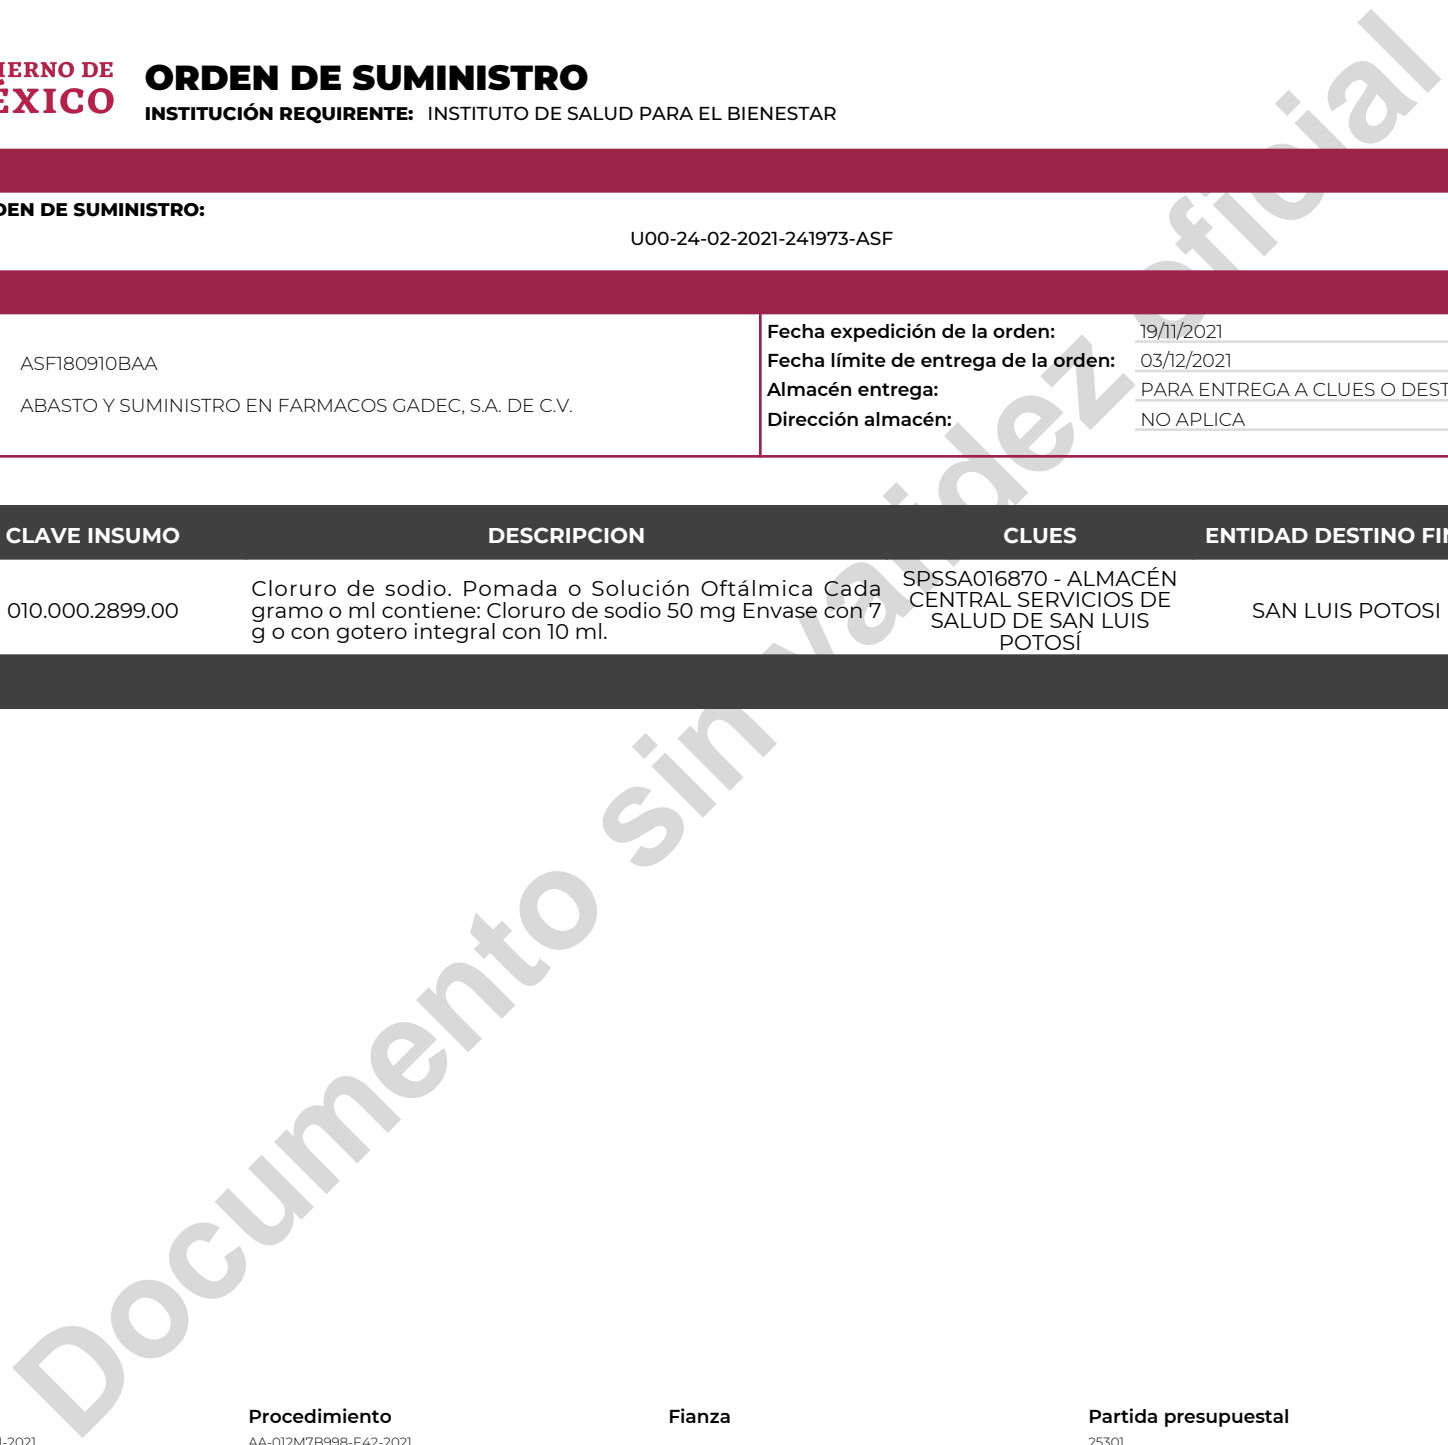 IERNO DE
ÉXICO
ORDEN DE SUMINISTRO
INSTITUCIÓN REQUIRENTE: INSTITUTO DE SALUD PARA EL BIENESTAR
DEN DE SUMINISTRO:
U00-24-02-2021-241973-ASF
ASF180910BAA
ABASTO Y SUMINISTRO EN FARMACOS GADEC, S.A. DE C.V.
Fecha expedición de la orden: 19/11/2021
Fecha límite de entrega de la orden: 03/12/2021
Almacén entrega: PARA ENTREGA A CLUES O DEST
Dirección almacén: NO APLICA
CLAVE INSUMO DESCRIPCION CLUES ENTIDAD DESTINO FIN
010.000.2899.00
Cloruro de sodio. Pomada o Solución Oftálmica Cada
gramo o ml contiene: Cloruro de sodio 50 mg Envase con 7
g o con gotero integral con 10 ml.
SPSSA016870 - ALMACÉN
CENTRAL SERVICIOS DE
SALUD DE SAN LUIS
POTOSÍ
SAN LUIS POTOSI
Documento sin validez oficial
Procedimiento Fianza Partida presupuestal
-2021 AA-012M7B998-E42-2021 25301